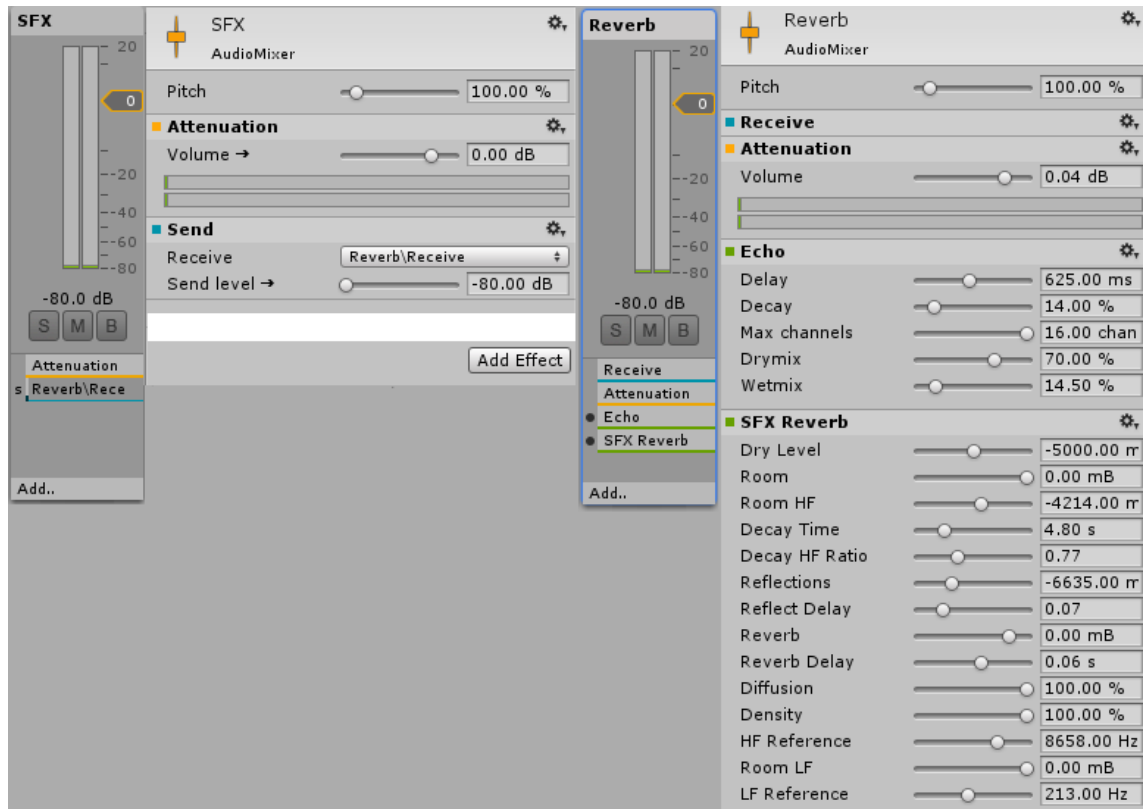 SFX
20
0
--20
--40
--60
--80
-80.0 dB
S M B
Attenuation
s Reverb\Rece
Add..
SFX
AudioMixer
Pitch 100.00 %
Attenuation
Volume → 0.00 dB
Send
Receive Reverb\Receive
Send level → -80.00 dB
Add Effect
Reverb
20
0
--20
--40
--60
--80
-80.0 dB
S M B
Receive
Attenuation
Echo
SFX Reverb
Add..
Reverb
AudioMixer
Pitch 100.00 %
Receive
Attenuation
Volume 0.04 dB
Echo
Delay 625.00 ms
Decay 14.00 %
Max channels 16.00 chan
Drymix 70.00 %
Wetmix 14.50 %
SFX Reverb
Dry Level -5000.00 m
Room 0.00 mB
Room HF -4214.00 m
Decay Time 4.80 s
Decay HF Ratio 0.77
Reflections -6635.00 m
Reflect Delay 0.07
Reverb 0.00 mB
Reverb Delay 0.06 s
Diffusion 100.00 %
Density 100.00 %
HF Reference 8658.00 Hz
Room LF 0.00 mB
LF Reference 213.00 Hz